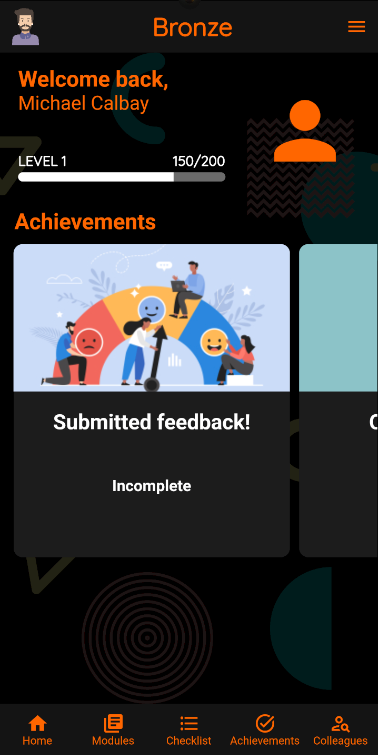 Bronze
Welcome back,
Michael Calbay
LEVEL 1 150/200
Achievements
Submitted feedback!
Incomplete
Home Modules Checklist Achievements Colleagues